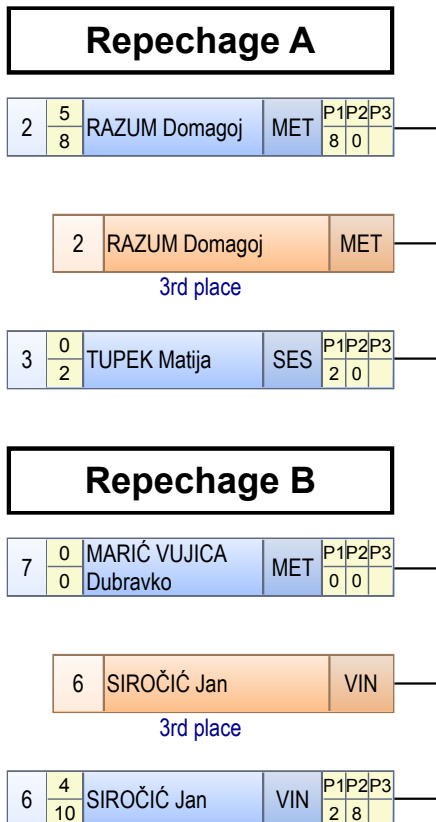 Repechage A
2 5 8 RAZUM Domagoj MET P1 P2 P3 8 0
2 RAZUM Domagoj MET
3rd place
3 0 2 TUPEK Matija SES P1 P2 P3 2 0
Repechage B
7 0 0 MARIĆ VUJICA Dubravko MET P1 P2 P3 0 0
6 SIROČIĆ Jan VIN
3rd place
6 4 10 SIROČIĆ Jan VIN P1 P2 P3 2 8